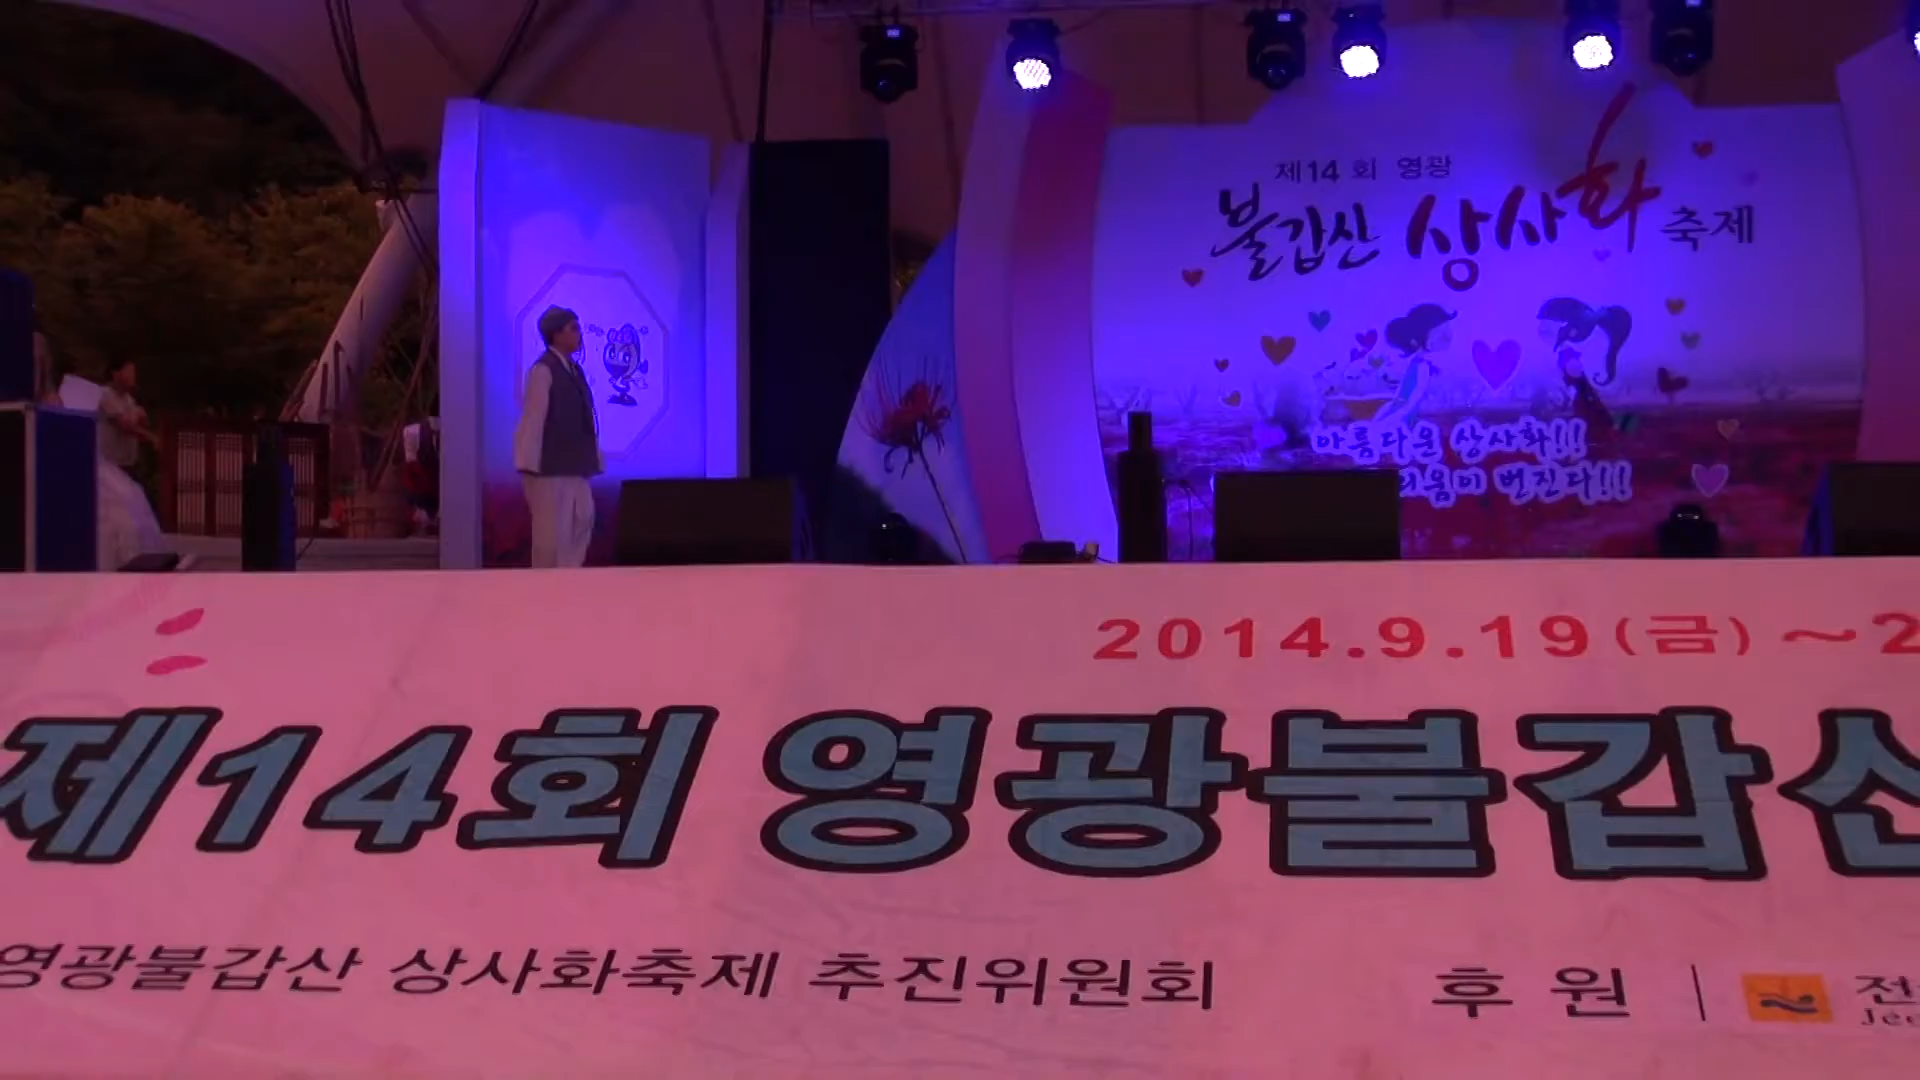 제14회 영광
불갑산 상사화 축제
아름다운 상사화!!
번진다!!
2014.9.19(금)~2
제14회 영광불갑산
영광불갑산 상사화축제 추진위원회
후원